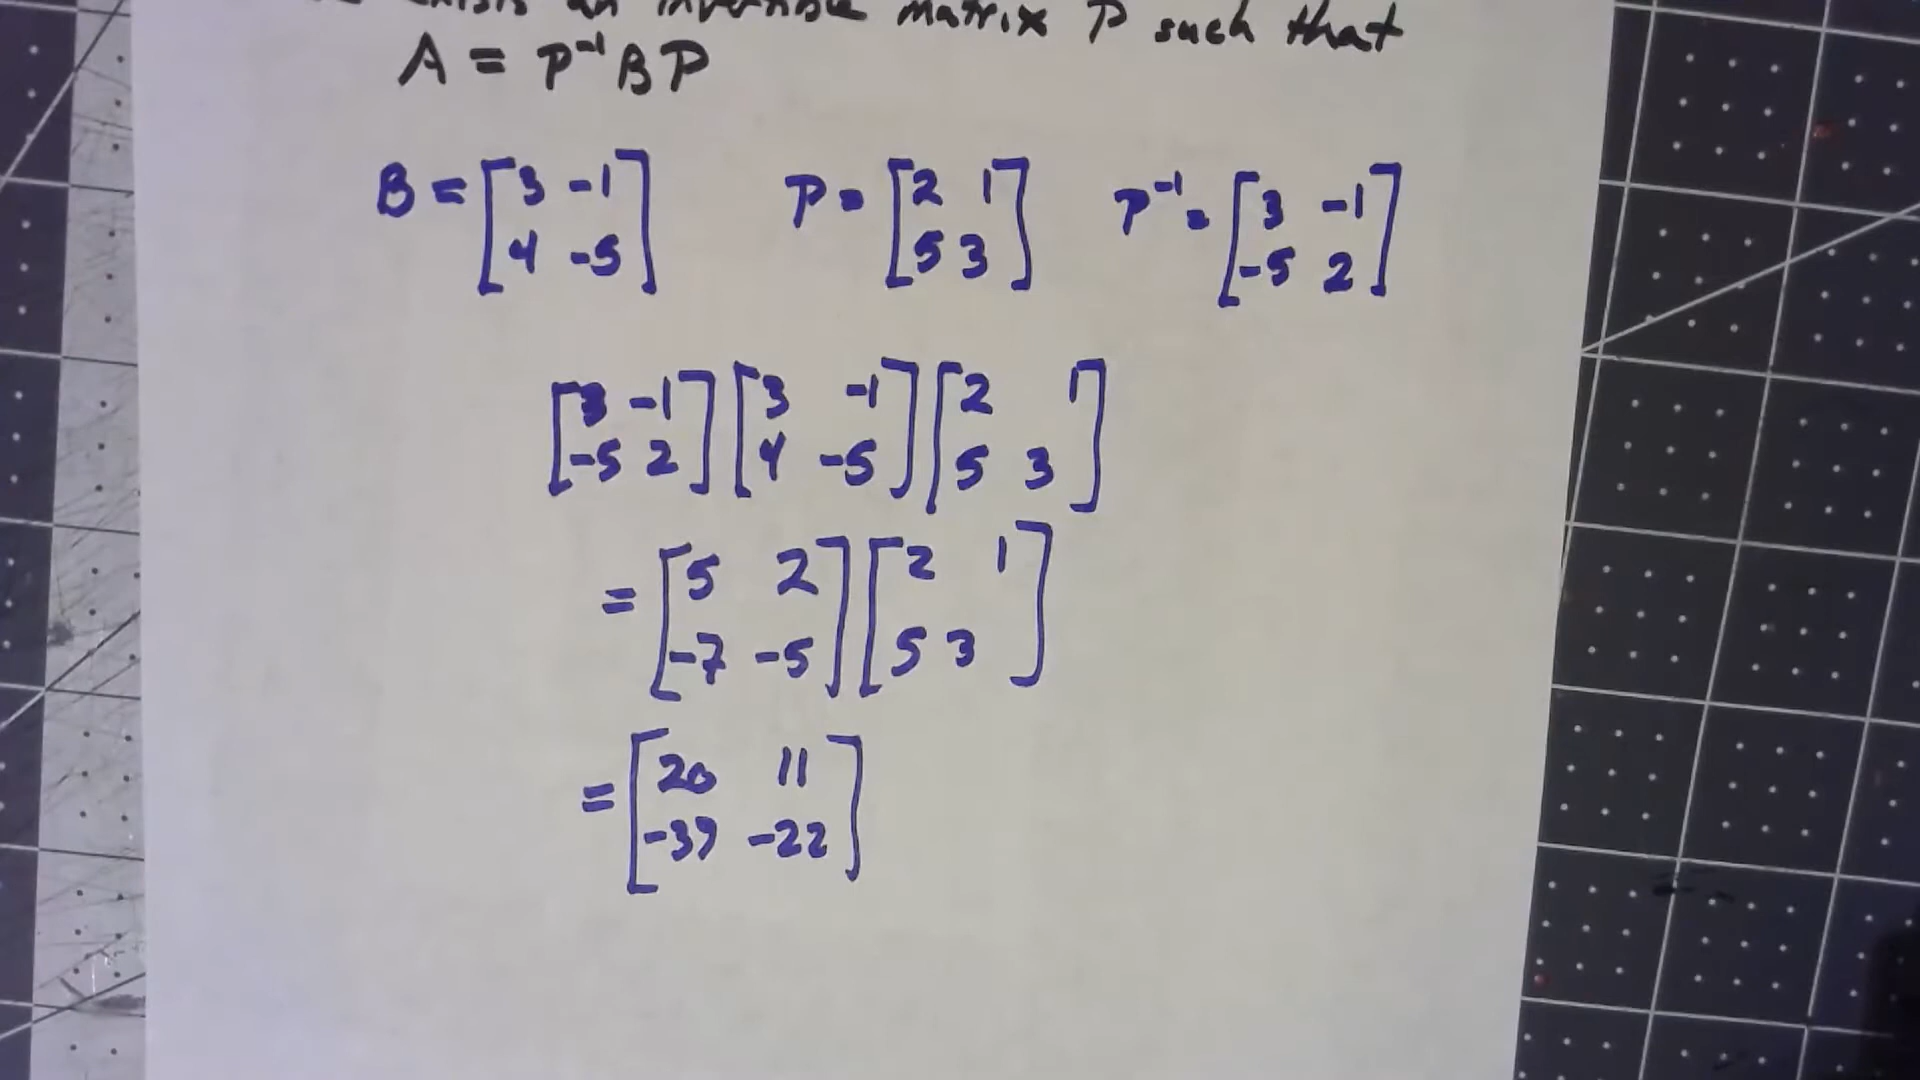 an invertible matrix P such that
A = P⁻¹BP
B = [3 -1 P = [2 1 P⁻¹ = [3 -1
4 -5] 5 3] -5 2]
[3 -1 [3 -1 [2 1
-5 2] 4 -5] 5 3]
= [5 2 [2 1
-7 -5] 5 3]
= [20 11
-39 -22]